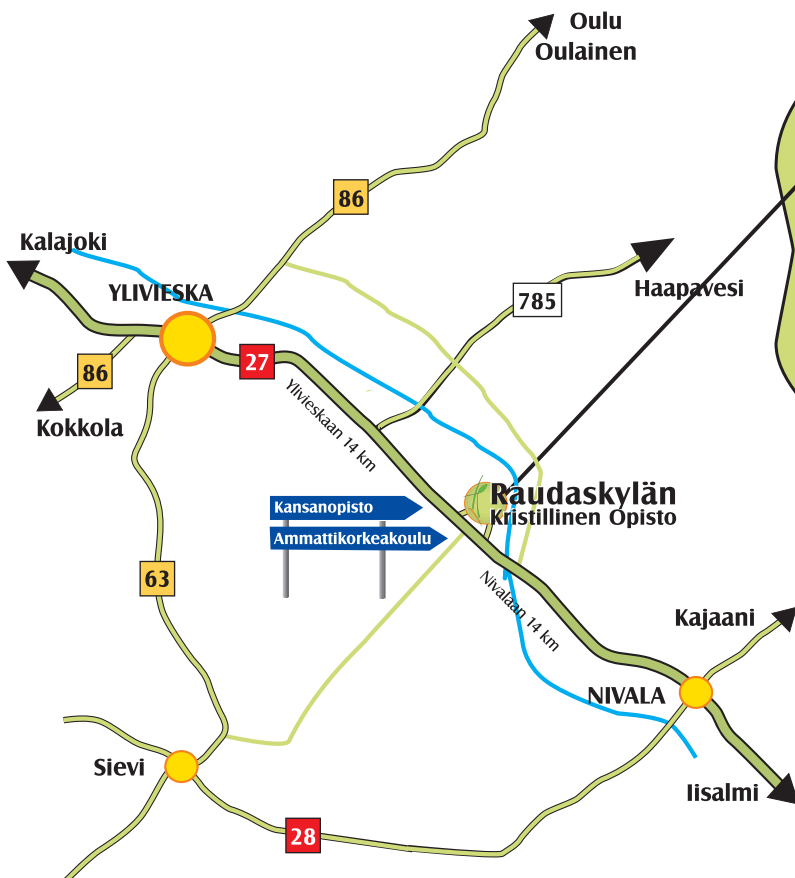 Oulu
Oulainen
86
Kalajoki
YLIVIESKA
Haapavesi
785
27
86
Kokkola
Ylivieskaan 14 km
Raudaskylän
Kristillinen Opisto
Kansanopisto
Ammattikorkeakoulu
63
Nivalaan 14 km
Kajaani
NIVALA
Sievi
Iisalmi
28